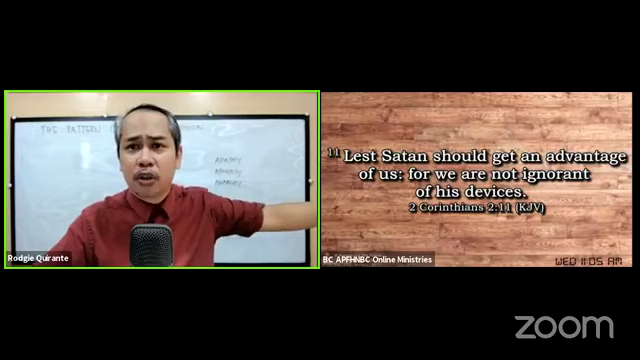 THE PATTERN
APATHY
Rodgie Quirante
11 Lest Satan should get an advantage
of us: for we are not ignorant
of his devices.
2 Corinthians 2:11 (KJV)
BC APFHNBC Online Ministries
WED 11:05 AM
zoom